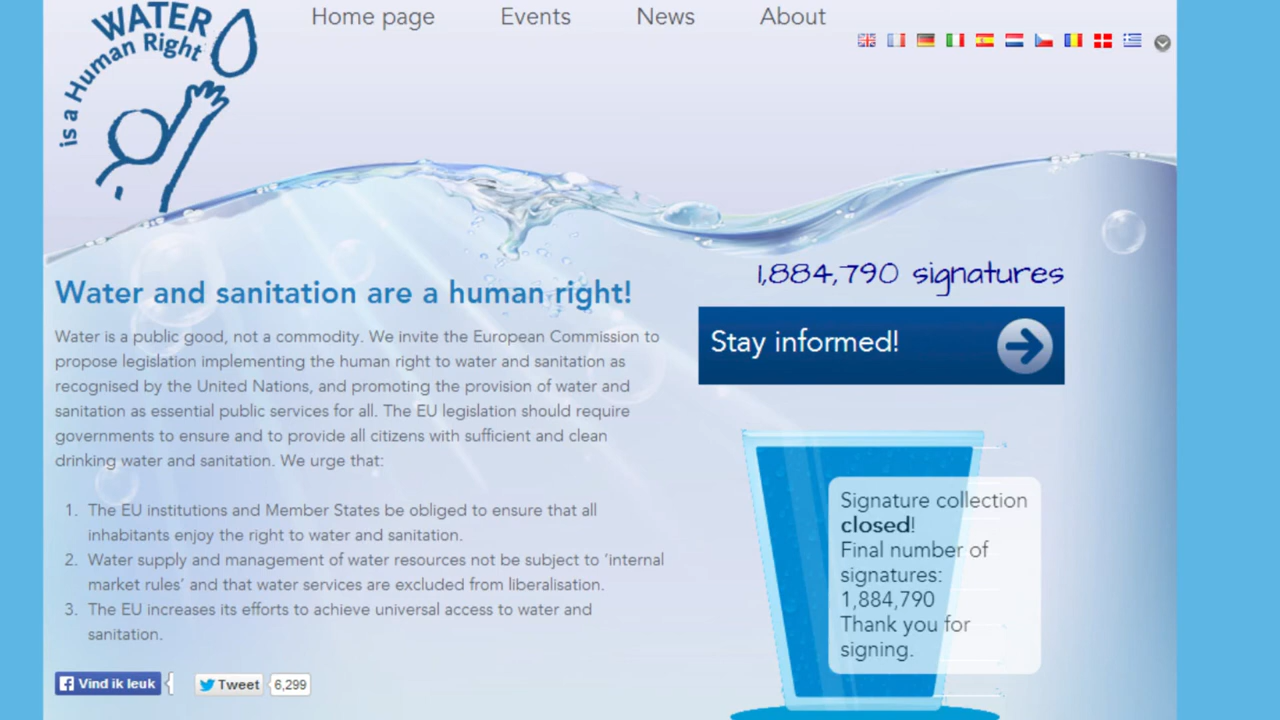 WATER
is a Human Right
Home page
Events
News
About
1,884,790 signatures
Water and sanitation are a human right!
Stay informed!
Water is a public good, not a commodity. We invite the European Commission to
propose legislation implementing the human right to water and sanitation as
recognised by the United Nations, and promoting the provision of water and
sanitation as essential public services for all. The EU legislation should require
governments to ensure and to provide all citizens with sufficient and clean
drinking water and sanitation. We urge that:
1. The EU institutions and Member States be obliged to ensure that all
inhabitants enjoy the right to water and sanitation.
2. Water supply and management of water resources not be subject to ‘internal
market rules’ and that water services are excluded from liberalisation.
3. The EU increases its efforts to achieve universal access to water and
sanitation.
Signature collection
closed!
Final number of
signatures:
1,884,790
Thank you for
signing.
Vind ik leuk
Tweet
6,299